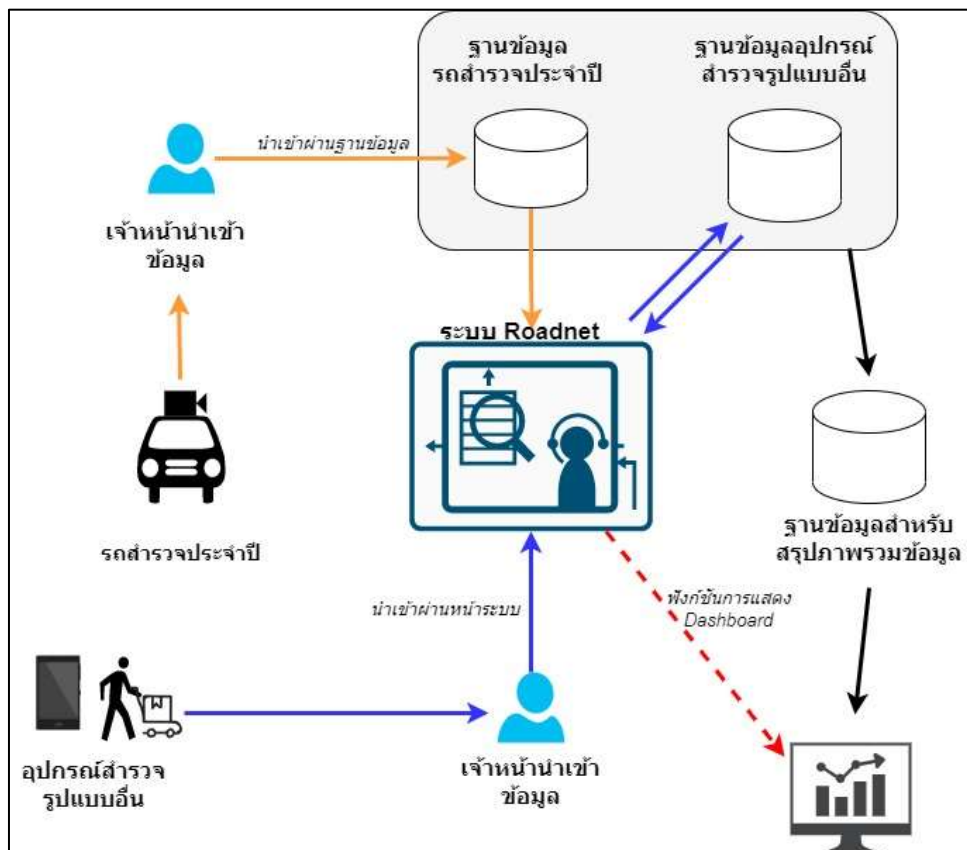 ฐานข้อมูล
รถสำรวจประจำปี
ฐานข้อมูลอุปกรณ์
สำรวจรูปแบบอื่น
นำเข้าผ่านฐานข้อมูล
เจ้าหน้านำเข้า
ข้อมูล
ระบบ Roadnet
รถสำรวจประจำปี
ฐานข้อมูลสำหรับ
สรุปภาพรวมข้อมูล
นำเข้าผ่านหน้าระบบ
ฟังก์ชันการแสดง
Dashboard
อุปกรณ์สำรวจ
รูปแบบอื่น
เจ้าหน้านำเข้า
ข้อมูล